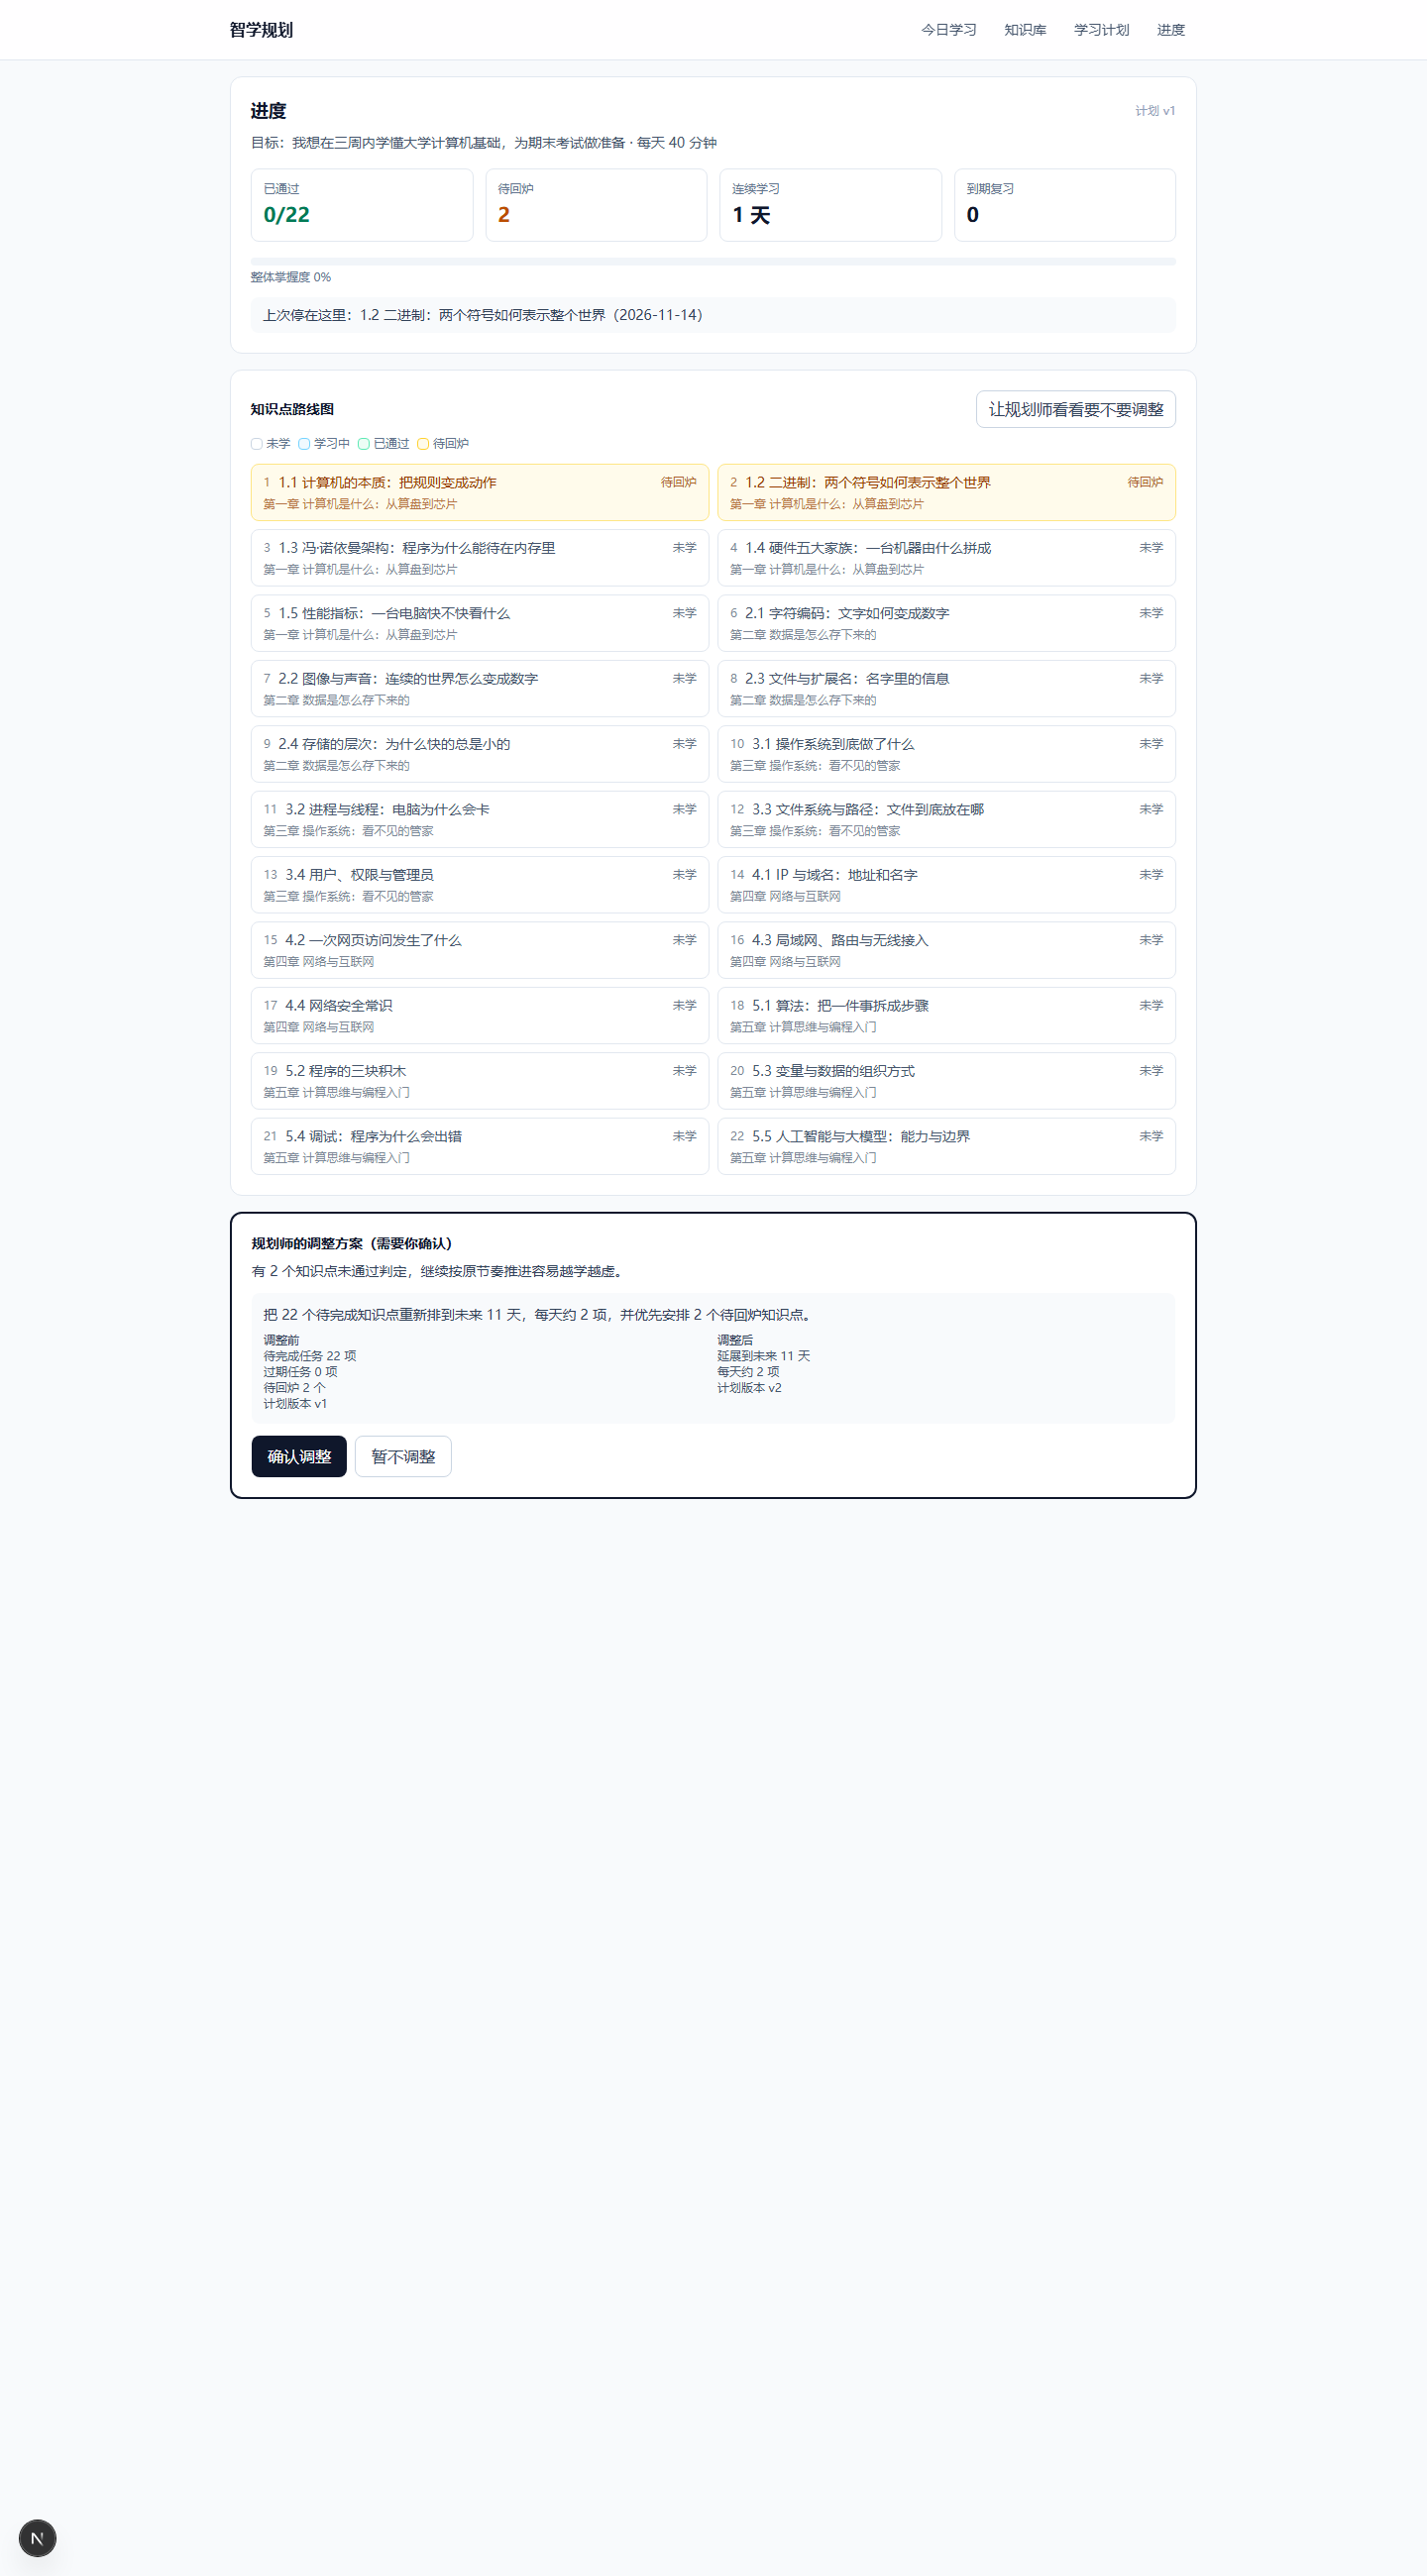 智学规划
今日学习 知识库 学习计划 进度
进度
计划 v1
目标：我想在三周内学懂大学计算机基础，为期末考试做准备 · 每天 40 分钟
已通过
0/22
待回炉
2
连续学习
1 天
到期复习
0
整体掌握度 0%
上次停在这里：1.2 二进制：两个符号如何表示整个世界（2026-11-14）
知识点路线图
让规划师看看要不要调整
未学 学习中 已通过 待回炉
1 1.1 计算机的本质：把规则变成动作 待回炉
第一章 计算机是什么：从算盘到芯片
2 1.2 二进制：两个符号如何表示整个世界 待回炉
第一章 计算机是什么：从算盘到芯片
3 1.3 冯·诺依曼架构：程序为什么能待在内存里 未学
第一章 计算机是什么：从算盘到芯片
4 1.4 硬件五大家族：一台机器由什么拼成 未学
第一章 计算机是什么：从算盘到芯片
5 1.5 性能指标：一台电脑快不快看什么 未学
第一章 计算机是什么：从算盘到芯片
6 2.1 字符编码：文字如何变成数字 未学
第二章 数据是怎么存下来的
7 2.2 图像与声音：连续的世界怎么变成数字 未学
第二章 数据是怎么存下来的
8 2.3 文件与扩展名：名字里的信息 未学
第二章 数据是怎么存下来的
9 2.4 存储的层次：为什么快的总是小的 未学
第二章 数据是怎么存下来的
10 3.1 操作系统到底做了什么 未学
第三章 操作系统：看不见的管家
11 3.2 进程与线程：电脑为什么会卡 未学
第三章 操作系统：看不见的管家
12 3.3 文件系统与路径：文件到底放在哪 未学
第三章 操作系统：看不见的管家
13 3.4 用户、权限与管理员 未学
第三章 操作系统：看不见的管家
14 4.1 IP 与域名：地址和名字 未学
第四章 网络与互联网
15 4.2 一次网页访问发生了什么 未学
第四章 网络与互联网
16 4.3 局域网、路由与无线接入 未学
第四章 网络与互联网
17 4.4 网络安全常识 未学
第四章 网络与互联网
18 5.1 算法：把一件事拆成步骤 未学
第五章 计算思维与编程入门
19 5.2 程序的三块积木 未学
第五章 计算思维与编程入门
20 5.3 变量与数据的组织方式 未学
第五章 计算思维与编程入门
21 5.4 调试：程序为什么会出错 未学
第五章 计算思维与编程入门
22 5.5 人工智能与大模型：能力与边界 未学
第五章 计算思维与编程入门
规划师的调整方案（需要你确认）
有 2 个知识点未通过判定，继续按原节奏推进容易越学越虚。
把 22 个待完成知识点重新排到未来 11 天，每天约 2 项，并优先安排 2 个待回炉知识点。
调整前
待完成任务 22 项
过期任务 0 项
待回炉 2 个
计划版本 v1
调整后
延展到未来 11 天
每天约 2 项
计划版本 v2
确认调整 暂不调整
N